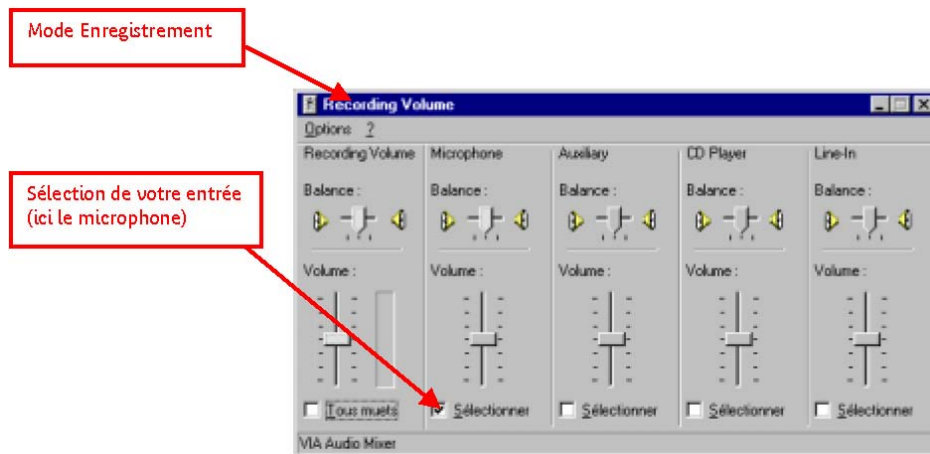 Mode Enregistrement
Recording Volume
Options ?
Recording Volume Microphone Auxiliary CD Player Line-In
Balance : Balance : Balance : Balance : Balance :
Sélection de votre entrée
(ici le microphone)
Volume : Volume : Volume : Volume : Volume :
Tous muets Sélectionner Sélectionner Sélectionner Sélectionner
VIA Audio Mixer